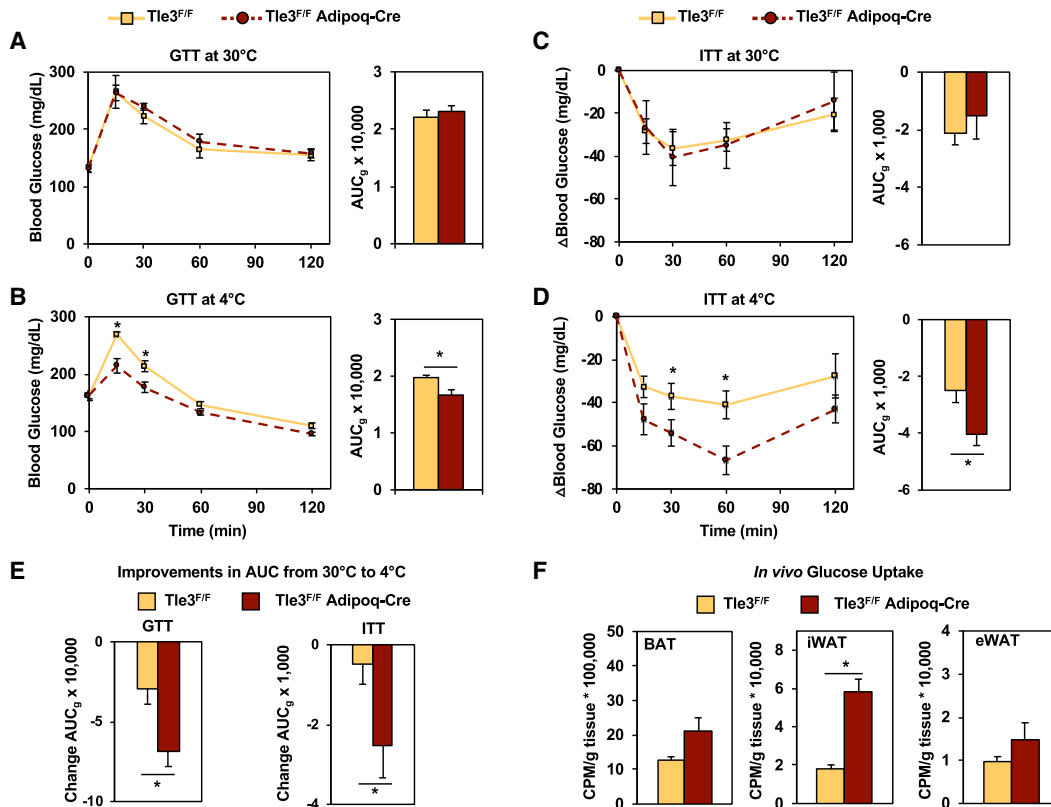 Tle3F/F Tle3F/F Adipoq-Cre
Tle3F/F Tle3F/F Adipoq-Cre
A
GTT at 30°C
Blood Glucose (mg/dL)
300
200
100
0
0 30 60 90 120
AUCg x 10,000
3
2
1
0
C
ITT at 30°C
ΔBlood Glucose (mg/dL)
0
-20
-40
-60
-80
0 30 60 90 120
AUCg x 1,000
0
-2
-4
-6
B
GTT at 4°C
Blood Glucose (mg/dL)
300
200
100
0
* *
0 30 60 90 120
Time (min)
AUCg x 10,000
3
2
1
0
*
D
ITT at 4°C
ΔBlood Glucose (mg/dL)
0
-20
-40
-60
-80
* *
0 30 60 90 120
Time (min)
AUCg x 1,000
0
-2
-4
-6
*
E
Improvements in AUC from 30°C to 4°C
Tle3F/F Tle3F/F Adipoq-Cre
GTT
Change AUCg x 10,000
0
-5
-10
*
ITT
Change AUCg x 1,000
0
-2
-4
*
F
In vivo Glucose Uptake
Tle3F/F Tle3F/F Adipoq-Cre
BAT
CPM/g tissue * 100,000
50
40
30
20
10
0
iWAT
CPM/g tissue * 10,000
8
6
4
2
0
*
eWAT
CPM/g tissue * 10,000
4
3
2
1
0